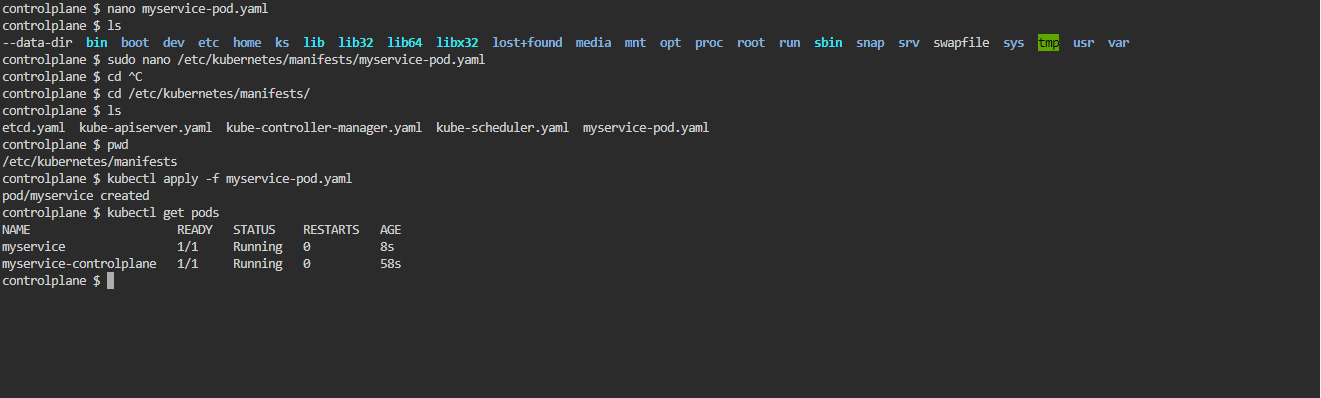 controlplane $ nano myservice-pod.yaml
controlplane $ ls
--data-dir bin boot dev etc home ks lib lib32 lib64 libx32 lost+found media mnt opt proc root run sbin snap srv swapfile sys tmp usr var
controlplane $ sudo nano /etc/kubernetes/manifests/myservice-pod.yaml
controlplane $ cd ^C
controlplane $ cd /etc/kubernetes/manifests/
controlplane $ ls
etcd.yaml kube-apiserver.yaml kube-controller-manager.yaml kube-scheduler.yaml myservice-pod.yaml
controlplane $ pwd
/etc/kubernetes/manifests
controlplane $ kubectl apply -f myservice-pod.yaml
pod/myservice created
controlplane $ kubectl get pods
NAME READY STATUS RESTARTS AGE
myservice 1/1 Running 0 8s
myservice-controlplane 1/1 Running 0 58s
controlplane $